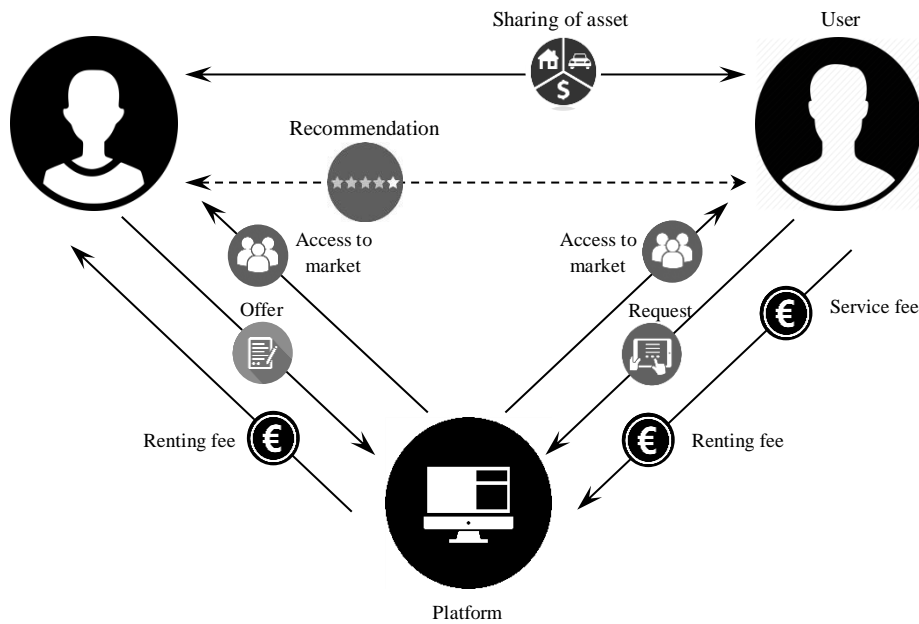 Sharing of asset
User
Recommendation
Access to
market
Access to
market
Offer
Request
Service fee
Renting fee
Renting fee
Platform
$
€
€
€